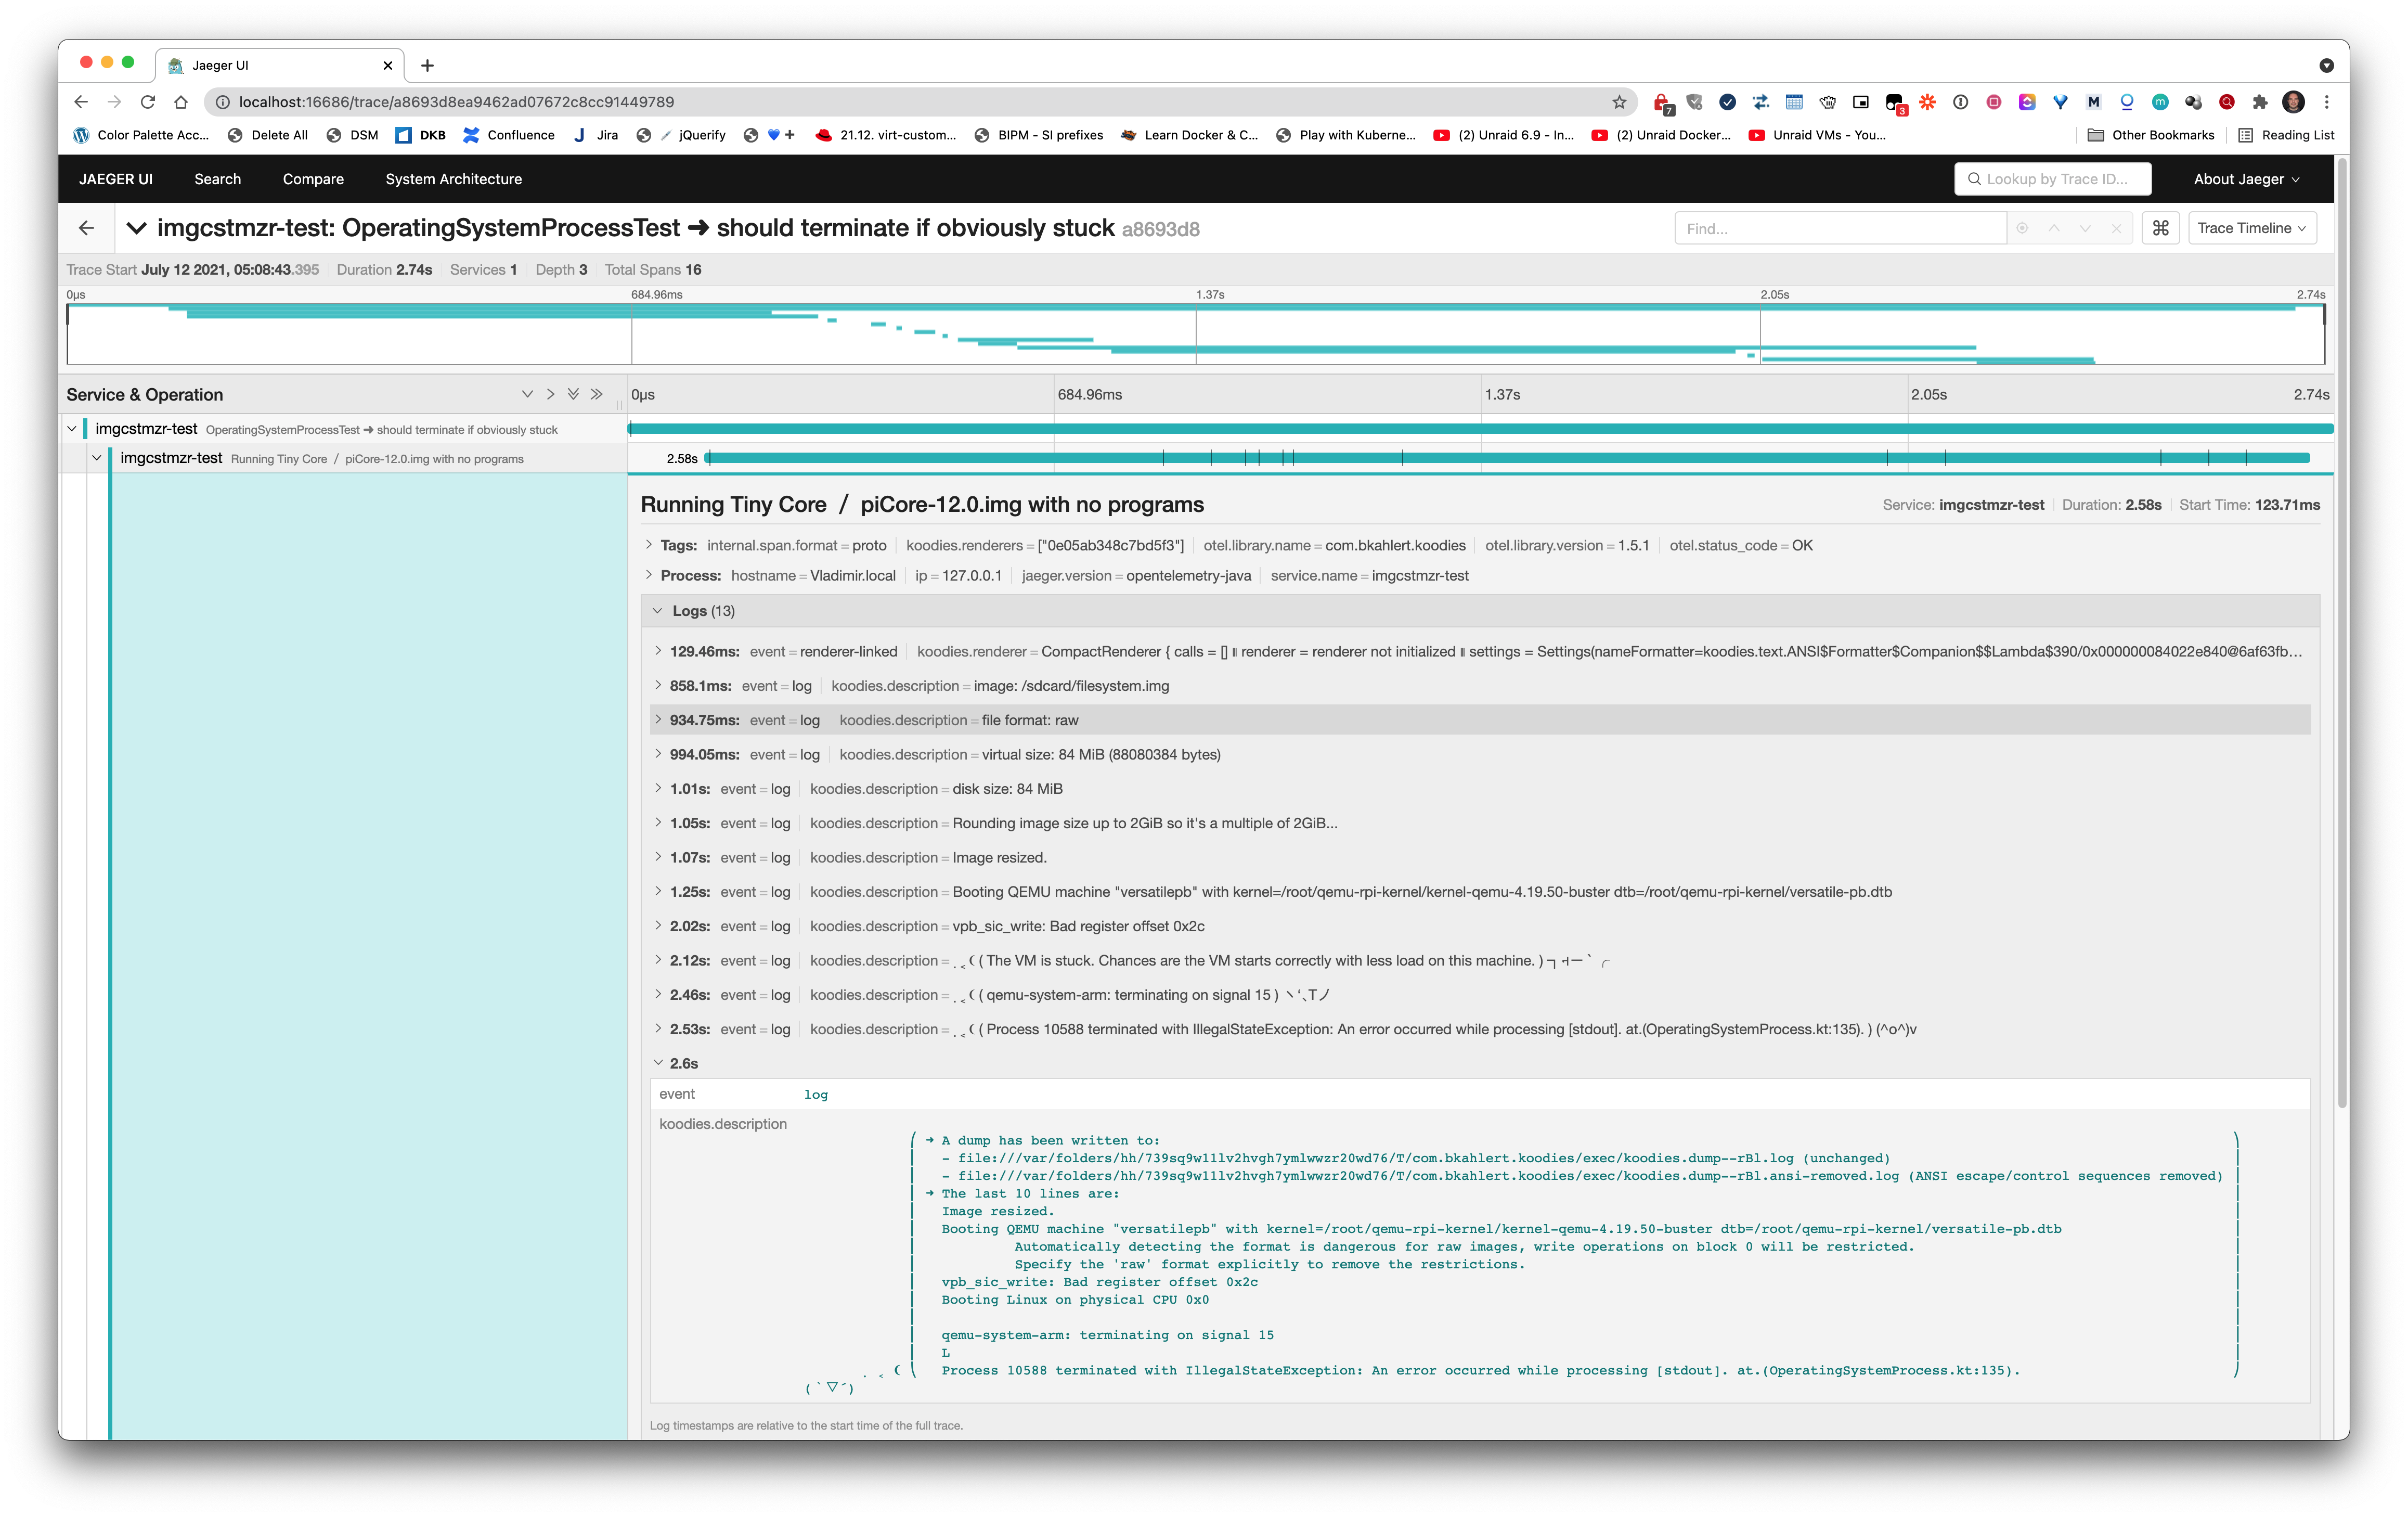 Jaeger UI
localhost:16686/trace/a8693d8ea9462ad07672c8cc91449789
7
3
Color Palette Acc... Delete All DSM DKB Confluence Jira jQuerify 21.12. virt-custom... BIPM - SI prefixes Learn Docker & C... Play with Kuberne... (2) Unraid 6.9 - In... (2) Unraid Docker... Unraid VMs - You... Other Bookmarks Reading List
JAEGER UI Search Compare System Architecture Lookup by Trace ID... About Jaeger
imgcstmzr-test: OperatingSystemProcessTest ➜ should terminate if obviously stuck a8693d8 Find... ⌘ Trace Timeline
Trace Start July 12 2021, 05:08:43.395 Duration 2.74s Services 1 Depth 3 Total Spans 16
0μs 684.96ms 1.37s 2.05s 2.74s
Service & Operation 0μs 684.96ms 1.37s 2.05s 2.74s
imgcstmzr-test OperatingSystemProcessTest ➜ should terminate if obviously stuck
imgcstmzr-test Running Tiny Core / piCore-12.0.img with no programs 2.58s
Running Tiny Core / piCore-12.0.img with no programs Service: imgcstmzr-test Duration: 2.58s Start Time: 123.71ms
Tags: internal.span.format = proto koodies.renderers = ["0e05ab348c7bd5f3"] otel.library.name = com.bkahlert.koodies otel.library.version = 1.5.1 otel.status_code = OK
Process: hostname = Vladimir.local ip = 127.0.0.1 jaeger.version = opentelemetry-java service.name = imgcstmzr-test
Logs (13)
129.46ms: event = renderer-linked koodies.renderer = CompactRenderer { calls = [] ⦀ renderer = renderer not initialized ⦀ settings = Settings(nameFormatter=koodies.text.ANSI$Formatter$Companion$$Lambda$390/0x000000084022e840@6af63fb...
858.1ms: event = log koodies.description = image: /sdcard/filesystem.img
934.75ms: event = log koodies.description = file format: raw
994.05ms: event = log koodies.description = virtual size: 84 MiB (88080384 bytes)
1.01s: event = log koodies.description = disk size: 84 MiB
1.05s: event = log koodies.description = Rounding image size up to 2GiB so it's a multiple of 2GiB...
1.07s: event = log koodies.description = Image resized.
1.25s: event = log koodies.description = Booting QEMU machine "versatilepb" with kernel=/root/qemu-rpi-kernel/kernel-qemu-4.19.50-buster dtb=/root/qemu-rpi-kernel/versatile-pb.dtb
2.02s: event = log koodies.description = vpb_sic_write: Bad register offset 0x2c
2.12s: event = log koodies.description = ( The VM is stuck. Chances are the VM starts correctly with less load on this machine. )
2.46s: event = log koodies.description = ( qemu-system-arm: terminating on signal 15 )
2.53s: event = log koodies.description = ( Process 10588 terminated with IllegalStateException: An error occurred while processing [stdout]. at.(OperatingSystemProcess.kt:135). ) (^o^)v
2.6s
event log
koodies.description
➜ A dump has been written to:
- file:///var/folders/hh/739sq9w11lv2hvgh7ymlwwzr20wd76/T/com.bkahlert.koodies/exec/koodies.dump--rBl.log (unchanged)
- file:///var/folders/hh/739sq9w11lv2hvgh7ymlwwzr20wd76/T/com.bkahlert.koodies/exec/koodies.dump--rBl.ansi-removed.log (ANSI escape/control sequences removed)
➜ The last 10 lines are:
Image resized.
Booting QEMU machine "versatilepb" with kernel=/root/qemu-rpi-kernel/kernel-qemu-4.19.50-buster dtb=/root/qemu-rpi-kernel/versatile-pb.dtb
Automatically detecting the format is dangerous for raw images, write operations on block 0 will be restricted.
Specify the 'raw' format explicitly to remove the restrictions.
vpb_sic_write: Bad register offset 0x2c
Booting Linux on physical CPU 0x0
qemu-system-arm: terminating on signal 15
L
Process 10588 terminated with IllegalStateException: An error occurred while processing [stdout]. at.(OperatingSystemProcess.kt:135).
(｀▽´)
Log timestamps are relative to the start time of the full trace.